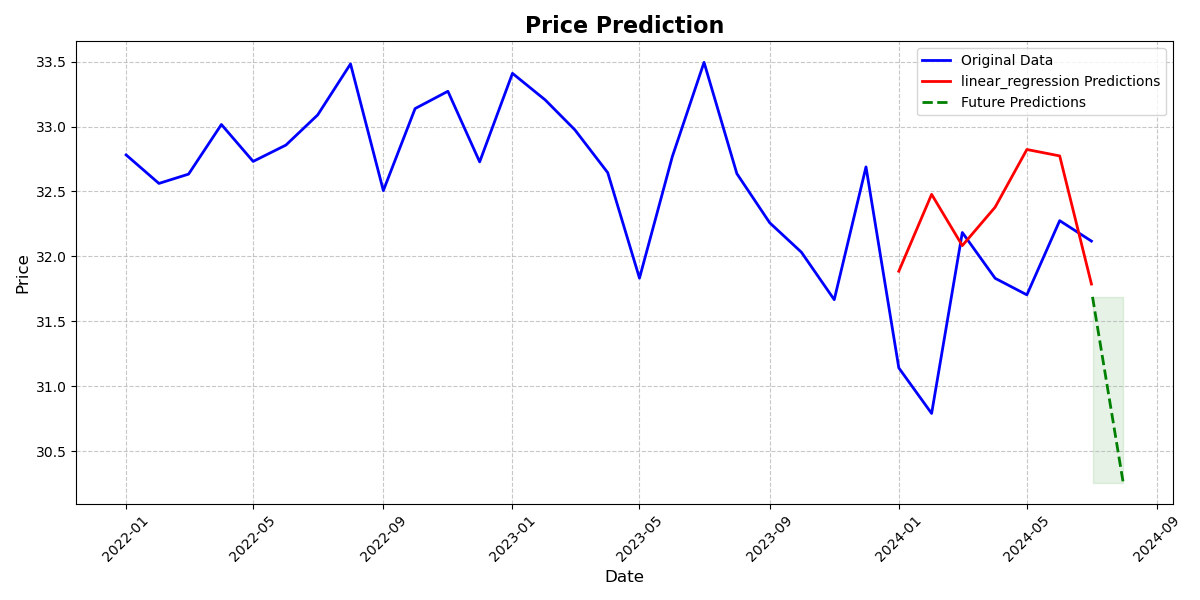 Price Prediction
Original Data
linear_regression Predictions
Future Predictions
Price
33.5
33.0
32.5
32.0
31.5
31.0
30.5
2022-01
2022-05
2022-09
2023-01
2023-05
2023-09
2024-01
2024-05
2024-09
Date